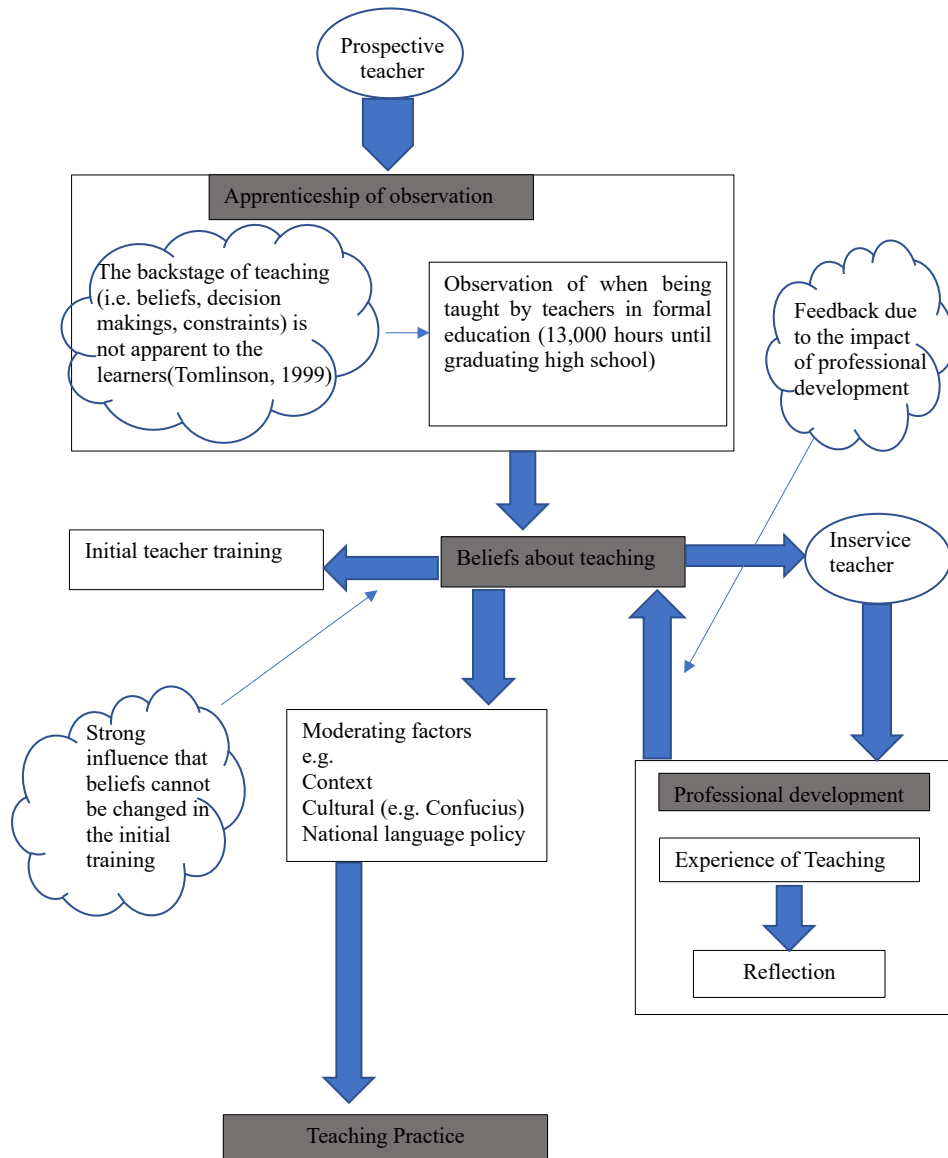 Prospective
teacher
Apprenticeship of observation
The backstage of teaching
(i.e. beliefs, decision
makings, constraints) is
not apparent to the
learners(Tomlinson, 1999)
Observation of when being
taught by teachers in formal
education (13,000 hours until
graduating high school)
Feedback due
to the impact
of professional
development
Initial teacher training
Beliefs about teaching
Inservice
teacher
Strong
influence that
beliefs cannot
be changed in
the initial
training
Moderating factors
e.g.
Context
Cultural (e.g. Confucius)
National language policy
Professional development
Experience of Teaching
Reflection
Teaching Practice